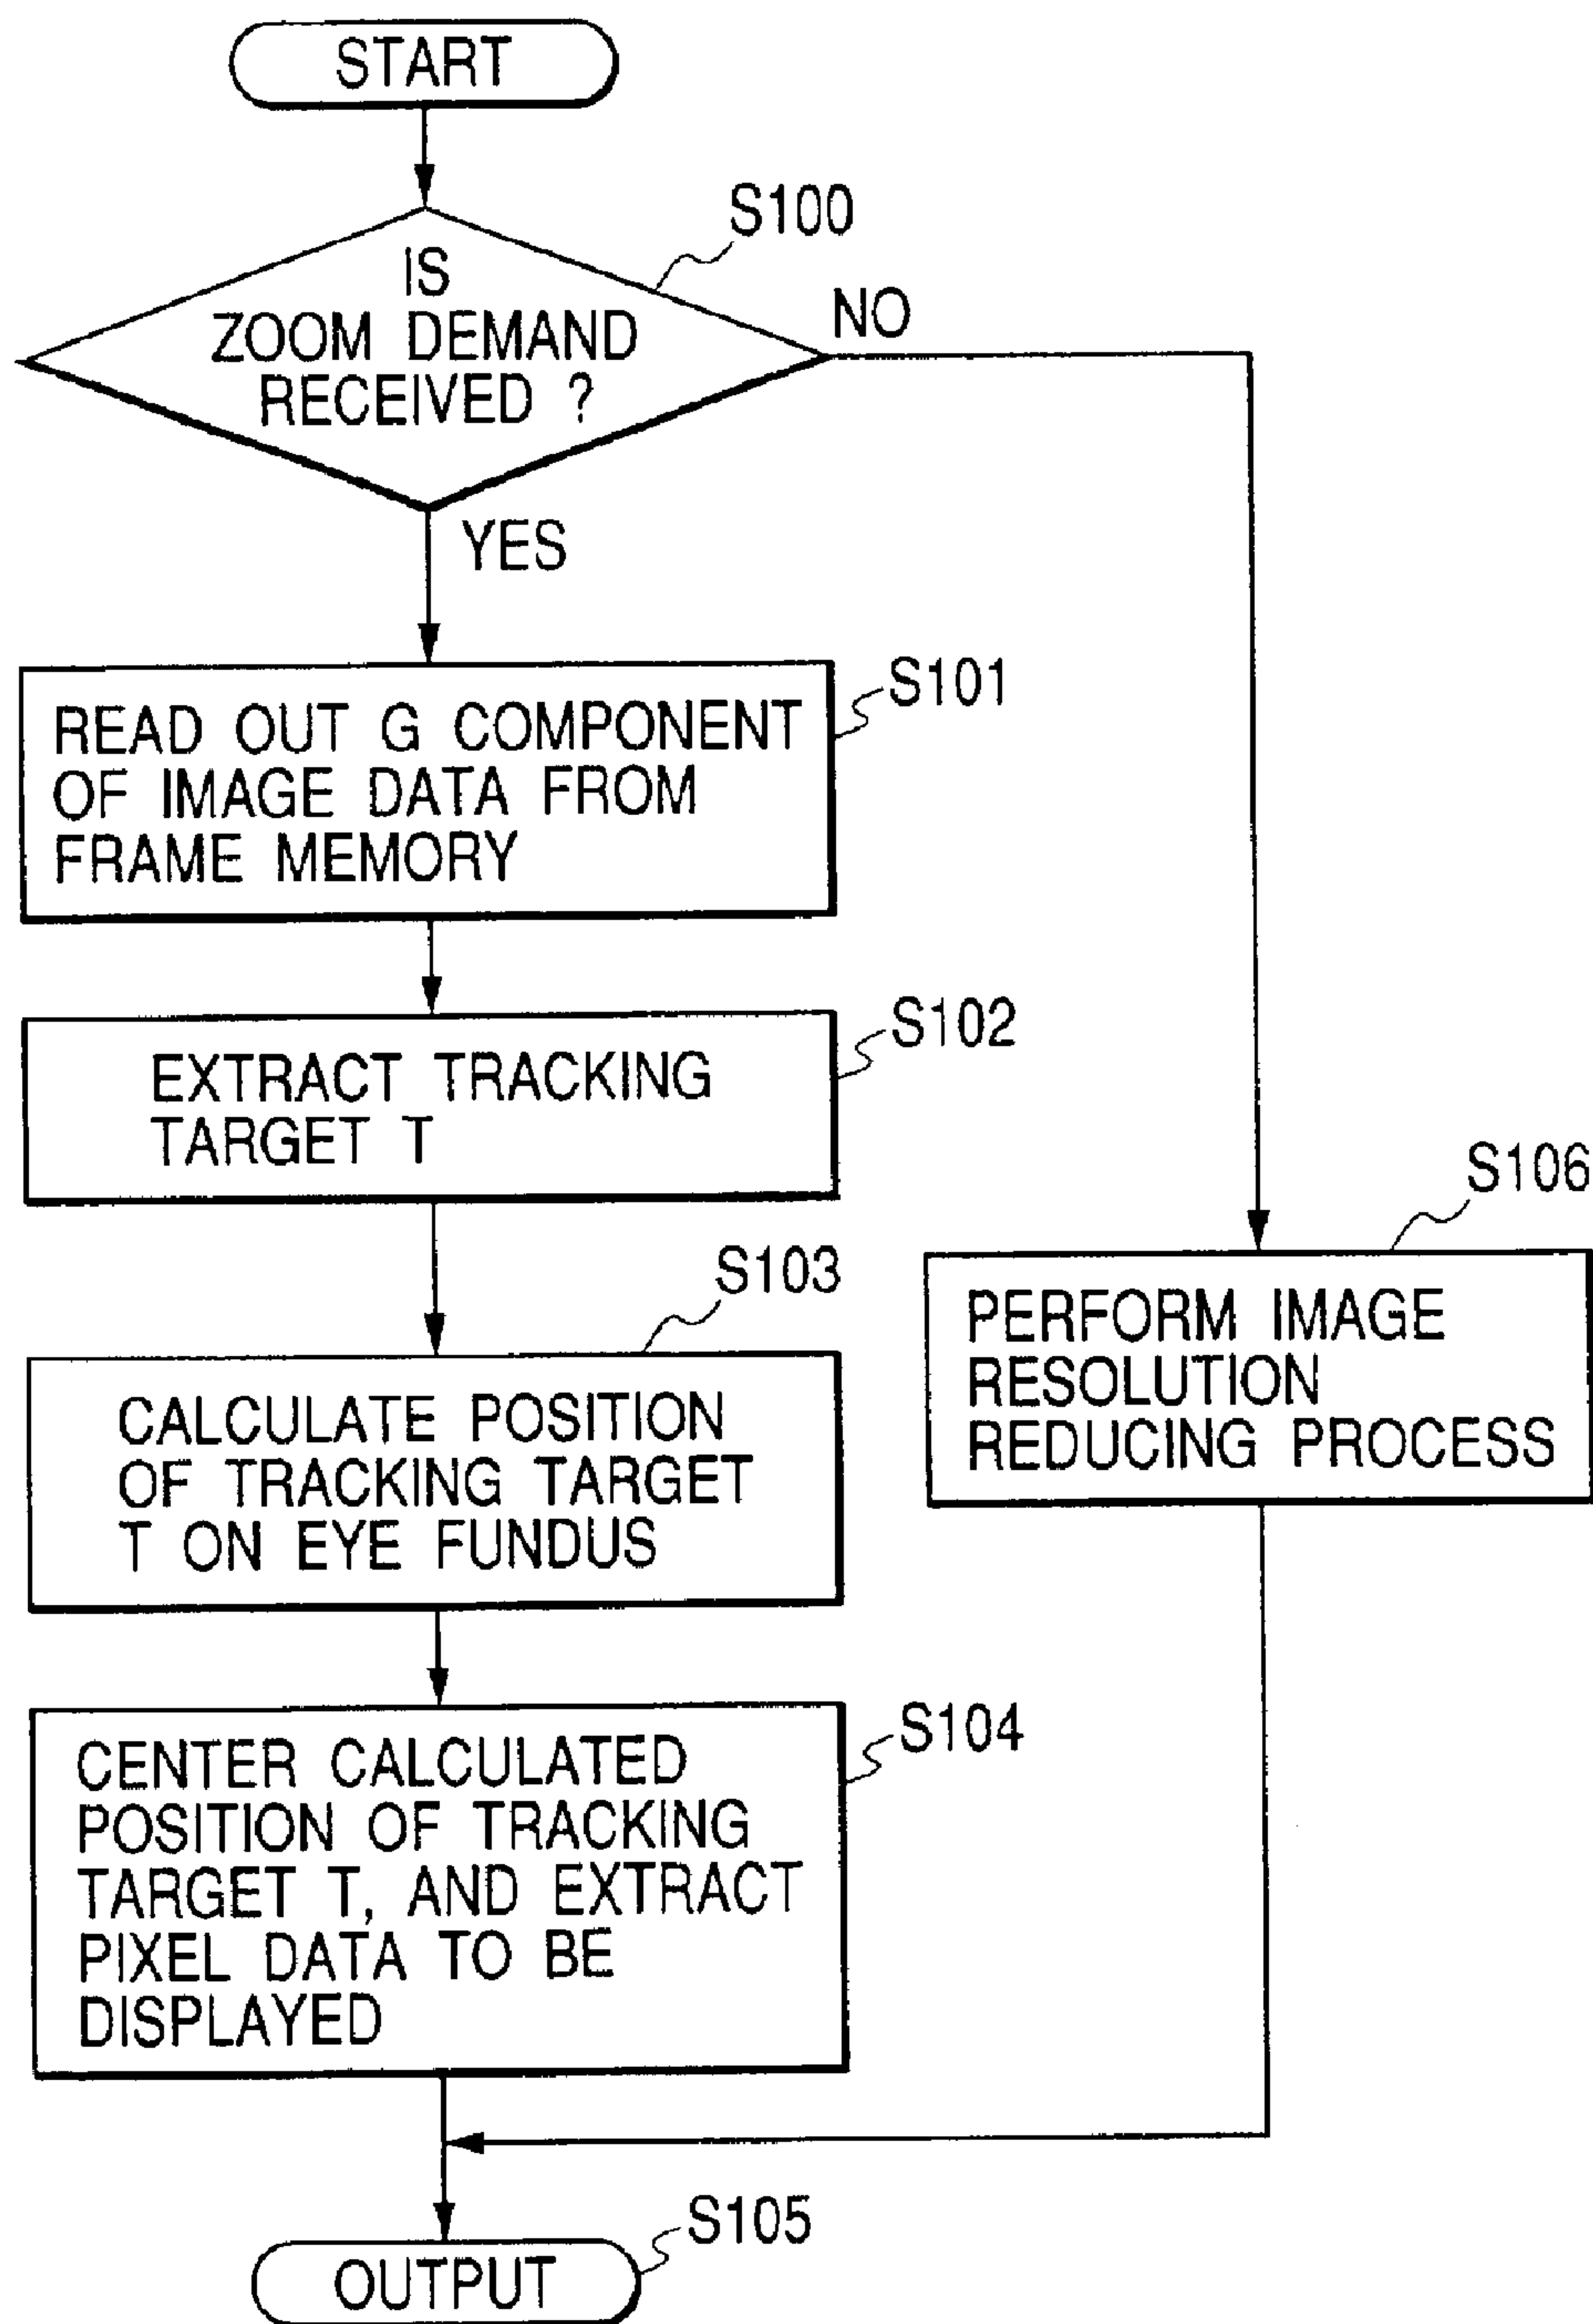 START
S100
IS
ZOOM DEMAND
RECEIVED ?
NO
YES
S101
READ OUT G COMPONENT
OF IMAGE DATA FROM
FRAME MEMORY
S102
EXTRACT TRACKING
TARGET T
S103
CALCULATE POSITION
OF TRACKING TARGET
T ON EYE FUNDUS
S106
PERFORM IMAGE
RESOLUTION
REDUCING PROCESS
S104
CENTER CALCULATED
POSITION OF TRACKING
TARGET T, AND EXTRACT
PIXEL DATA TO BE
DISPLAYED
S105
OUTPUT